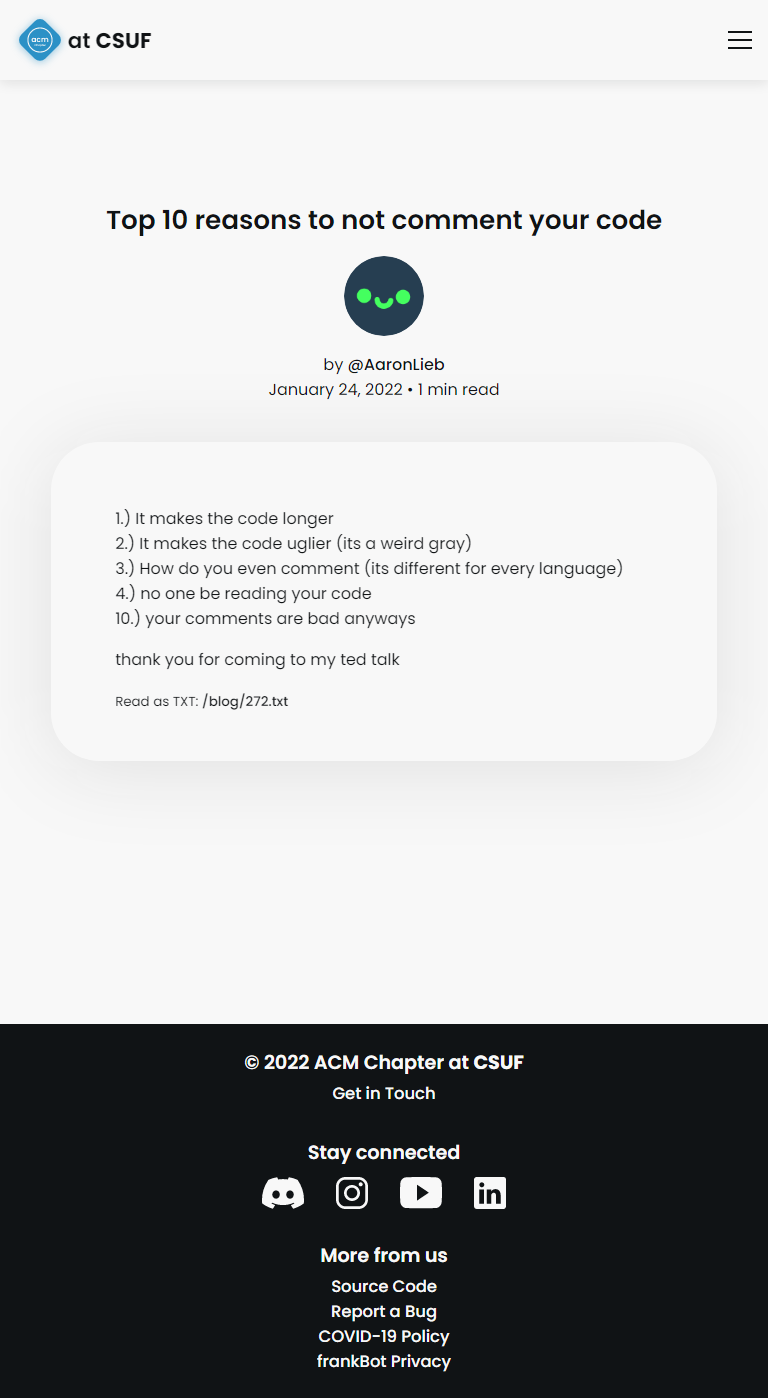 acm
at CSUF
Top 10 reasons to not comment your code
by @AaronLieb
January 24, 2022 • 1 min read
1.) It makes the code longer
2.) It makes the code uglier (its a weird gray)
3.) How do you even comment (its different for every language)
4.) no one be reading your code
10.) your comments are bad anyways
thank you for coming to my ted talk
Read as TXT: /blog/272.txt
© 2022 ACM Chapter at CSUF
Get in Touch
Stay connected
More from us
Source Code
Report a Bug
COVID-19 Policy
frankBot Privacy